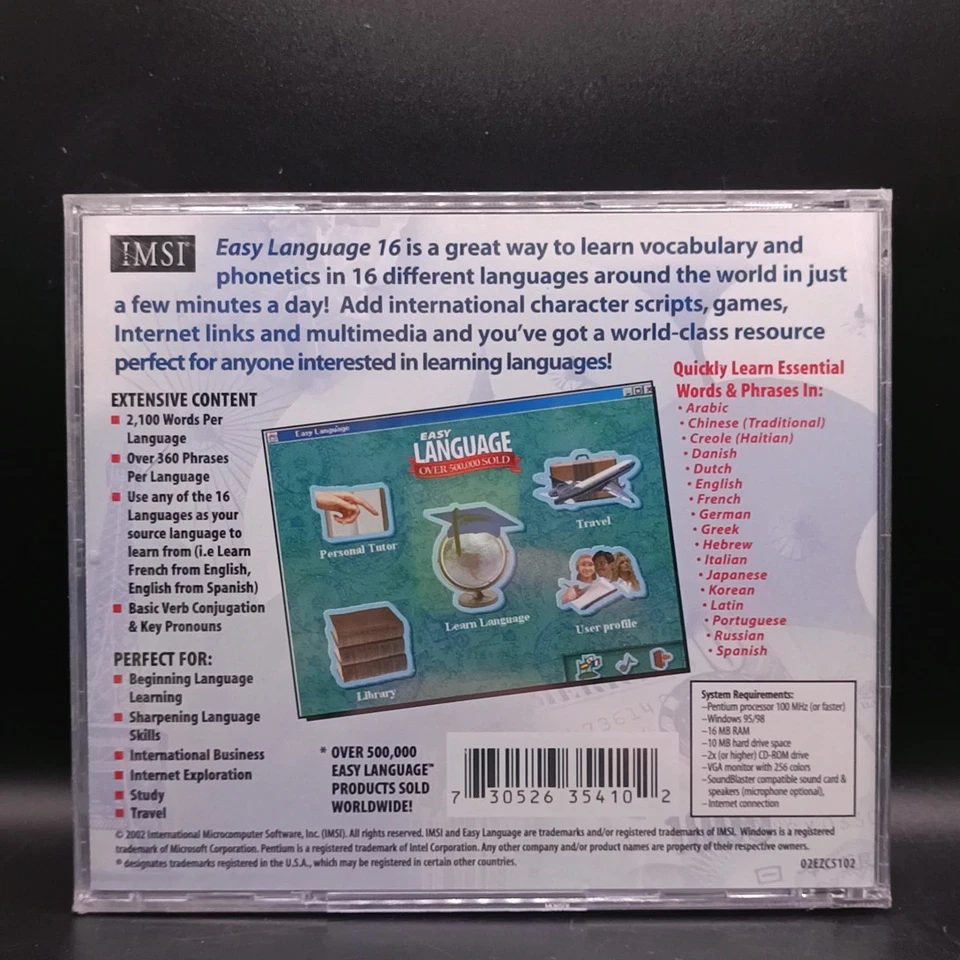 IMSI™
Easy Language 16 is a great way to learn vocabulary and
phonetics in 16 different languages around the world in just
a few minutes a day! Add international character scripts, games,
Internet links and multimedia and you've got a world-class resource
perfect for anyone interested in learning languages!
EXTENSIVE CONTENT
2,100 Words Per
Language
Over 360 Phrases
Per Language
Use any of the 16
Languages as your
source language to
learn from (i.e Learn
French from English,
English from Spanish)
Basic Verb Conjugation
& Key Pronouns
PERFECT FOR:
Beginning Language
Learning
Sharpening Language
Skills
International Business
Internet Exploration
Study
Travel
Easy Language
EASY
LANGUAGE
OVER 500,000 SOLD
Personal Tutor
Travel
Learn Language
User profile
Library
Quickly Learn Essential
Words & Phrases In:
• Arabic
• Chinese (Traditional)
• Creole (Haitian)
• Danish
• Dutch
• English
• French
• German
• Greek
• Hebrew
• Italian
• Japanese
• Korean
• Latin
• Portuguese
• Russian
• Spanish
* OVER 500,000
EASY LANGUAGE™
PRODUCTS SOLD
WORLDWIDE!
7 30526 35410 2
System Requirements:
–Pentium processor 100 MHz (or faster)
–Windows 95/98
–16 MB RAM
–10 MB hard drive space
–2x (or higher) CD-ROM drive
–VGA monitor with 256 colors
–SoundBlaster compatible sound card &
speakers (microphone optional),
–Internet connection
© 2002 International Microcomputer Software, Inc. (IMSI). All rights reserved. IMSI and Easy Language are trademarks and/or registered trademarks of IMSI. Windows is a registered
trademark of Microsoft Corporation. Pentium is a registered trademark of Intel Corporation. Any other company and/or product names are property of their respective owners.
® designates trademarks registered in the U.S.A., which may be registered in certain other countries.
02EZC5102